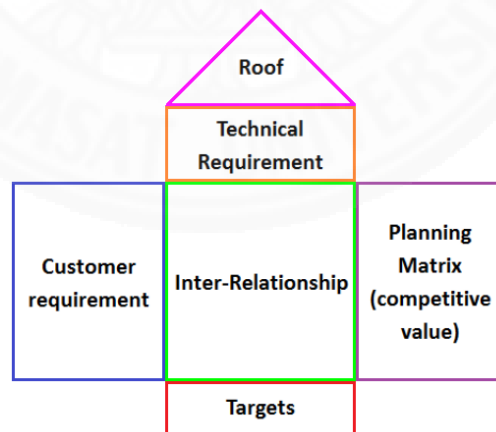 Roof
Technical
Requirement
Customer
requirement
Inter-Relationship
Planning
Matrix
(competitive
value)
Targets